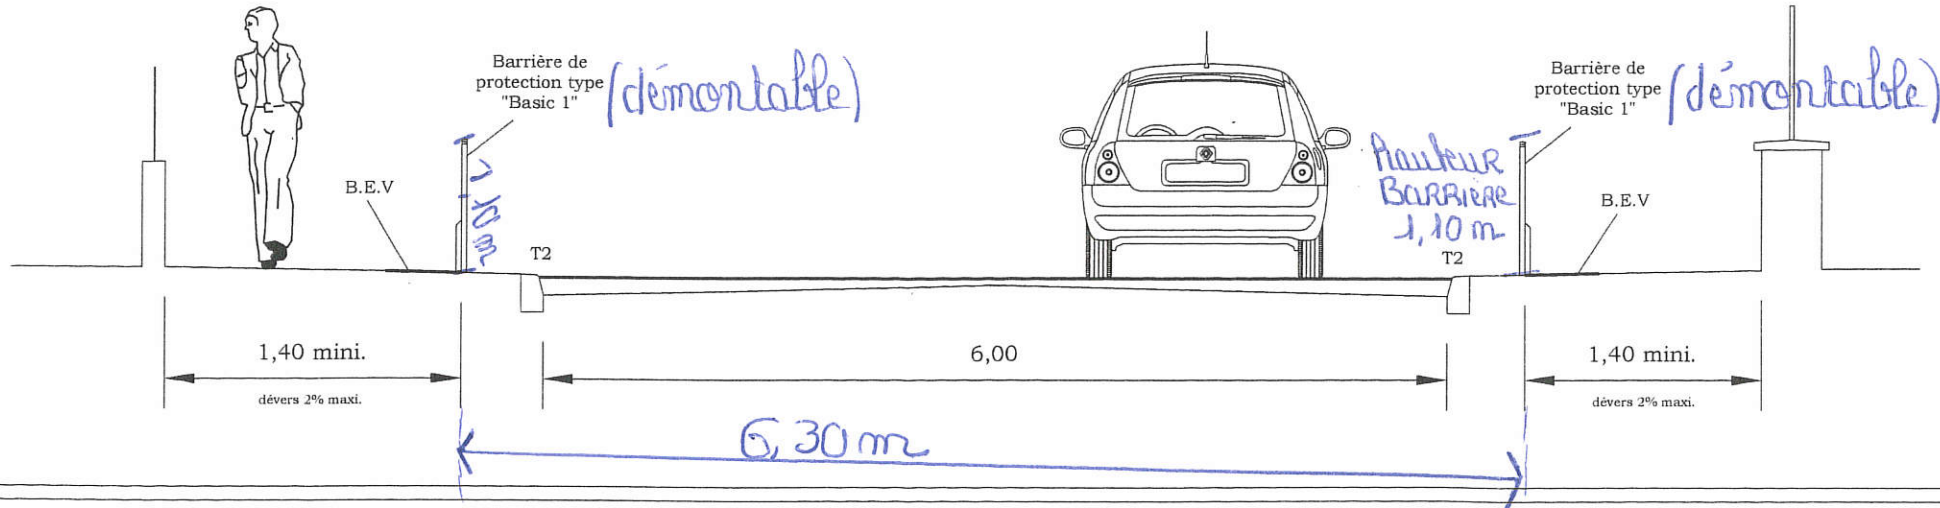 Barrière de
protection type
"Basic 1"
(démontable)
Barrière de
protection type
"Basic 1"
(démontable)
1,10 m
Hauteur
BARRIÈRE
1,10 m
B.E.V
B.E.V
T2
T2
1,40 mini.
dévers 2% maxi.
6,00
1,40 mini.
dévers 2% maxi.
6,30 m